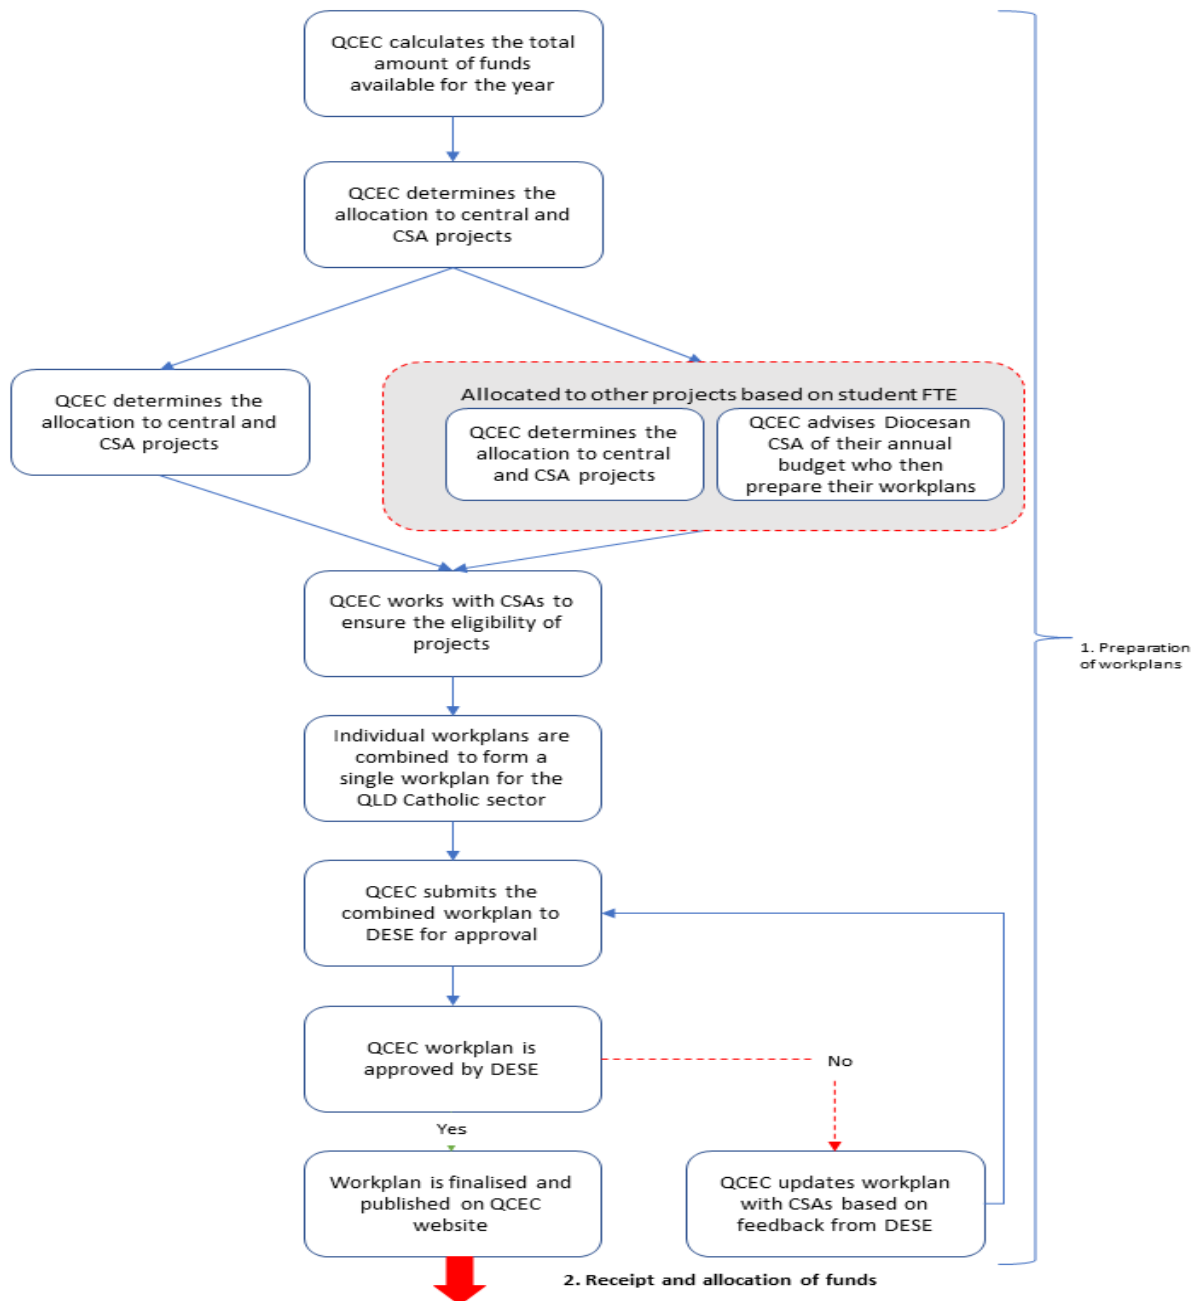 QCEC calculates the total
amount of funds
available for the year
QCEC determines the
allocation to central and
CSA projects
QCEC determines the
allocation to central and
CSA projects
Allocated to other projects based on student FTE
QCEC determines the
allocation to central
and CSA projects
QCEC advises Diocesan
CSA of their annual
budget who then
prepare their workplans
QCEC works with CSAs to
ensure the eligibility of
projects
1. Preparation
of workplans
Individual workplans are
combined to form a
single workplan for the
QLD Catholic sector
QCEC submits the
combined workplan to
DESE for approval
QCEC workplan is
approved by DESE
No
Yes
Workplan is finalised and
published on QCEC
website
QCEC updates workplan
with CSAs based on
feedback from DESE
2. Receipt and allocation of funds